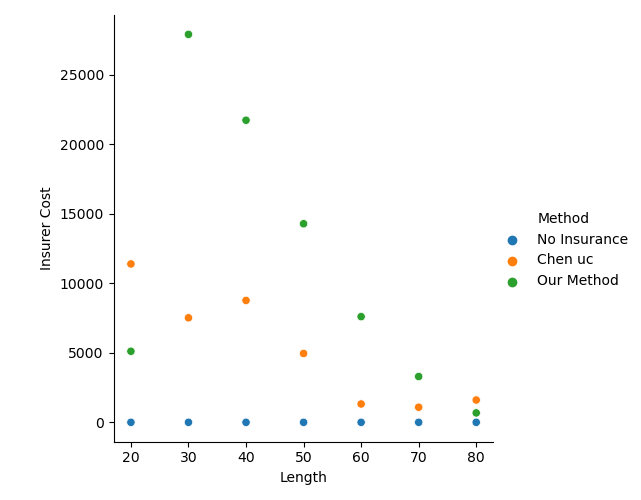 25000
20000
15000
10000
5000
0
Insurer Cost
20 30 40 50 60 70 80
Length
Method
No Insurance
Chen uc
Our Method